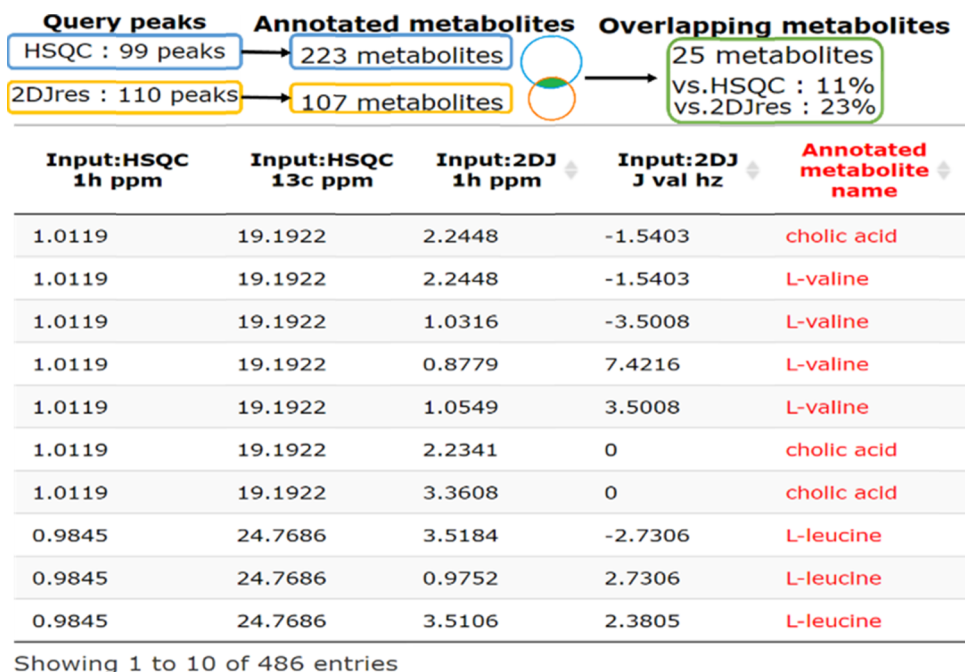 Query peaks Annotated metabolites Overlapping metabolites
HSQC : 99 peaks 223 metabolites 25 metabolites
vs.HSQC : 11%
2DJres : 110 peaks 107 metabolites vs.2DJres : 23%
Input:HSQC 1h ppm Input:HSQC 13c ppm Input:2DJ 1h ppm Input:2DJ J val hz Annotated metabolite name
1.0119 19.1922 2.2448 -1.5403 cholic acid
1.0119 19.1922 2.2448 -1.5403 L-valine
1.0119 19.1922 1.0316 -3.5008 L-valine
1.0119 19.1922 0.8779 7.4216 L-valine
1.0119 19.1922 1.0549 3.5008 L-valine
1.0119 19.1922 2.2341 0 cholic acid
1.0119 19.1922 3.3608 0 cholic acid
0.9845 24.7686 3.5184 -2.7306 L-leucine
0.9845 24.7686 0.9752 2.7306 L-leucine
0.9845 24.7686 3.5106 2.3805 L-leucine
Showing 1 to 10 of 486 entries